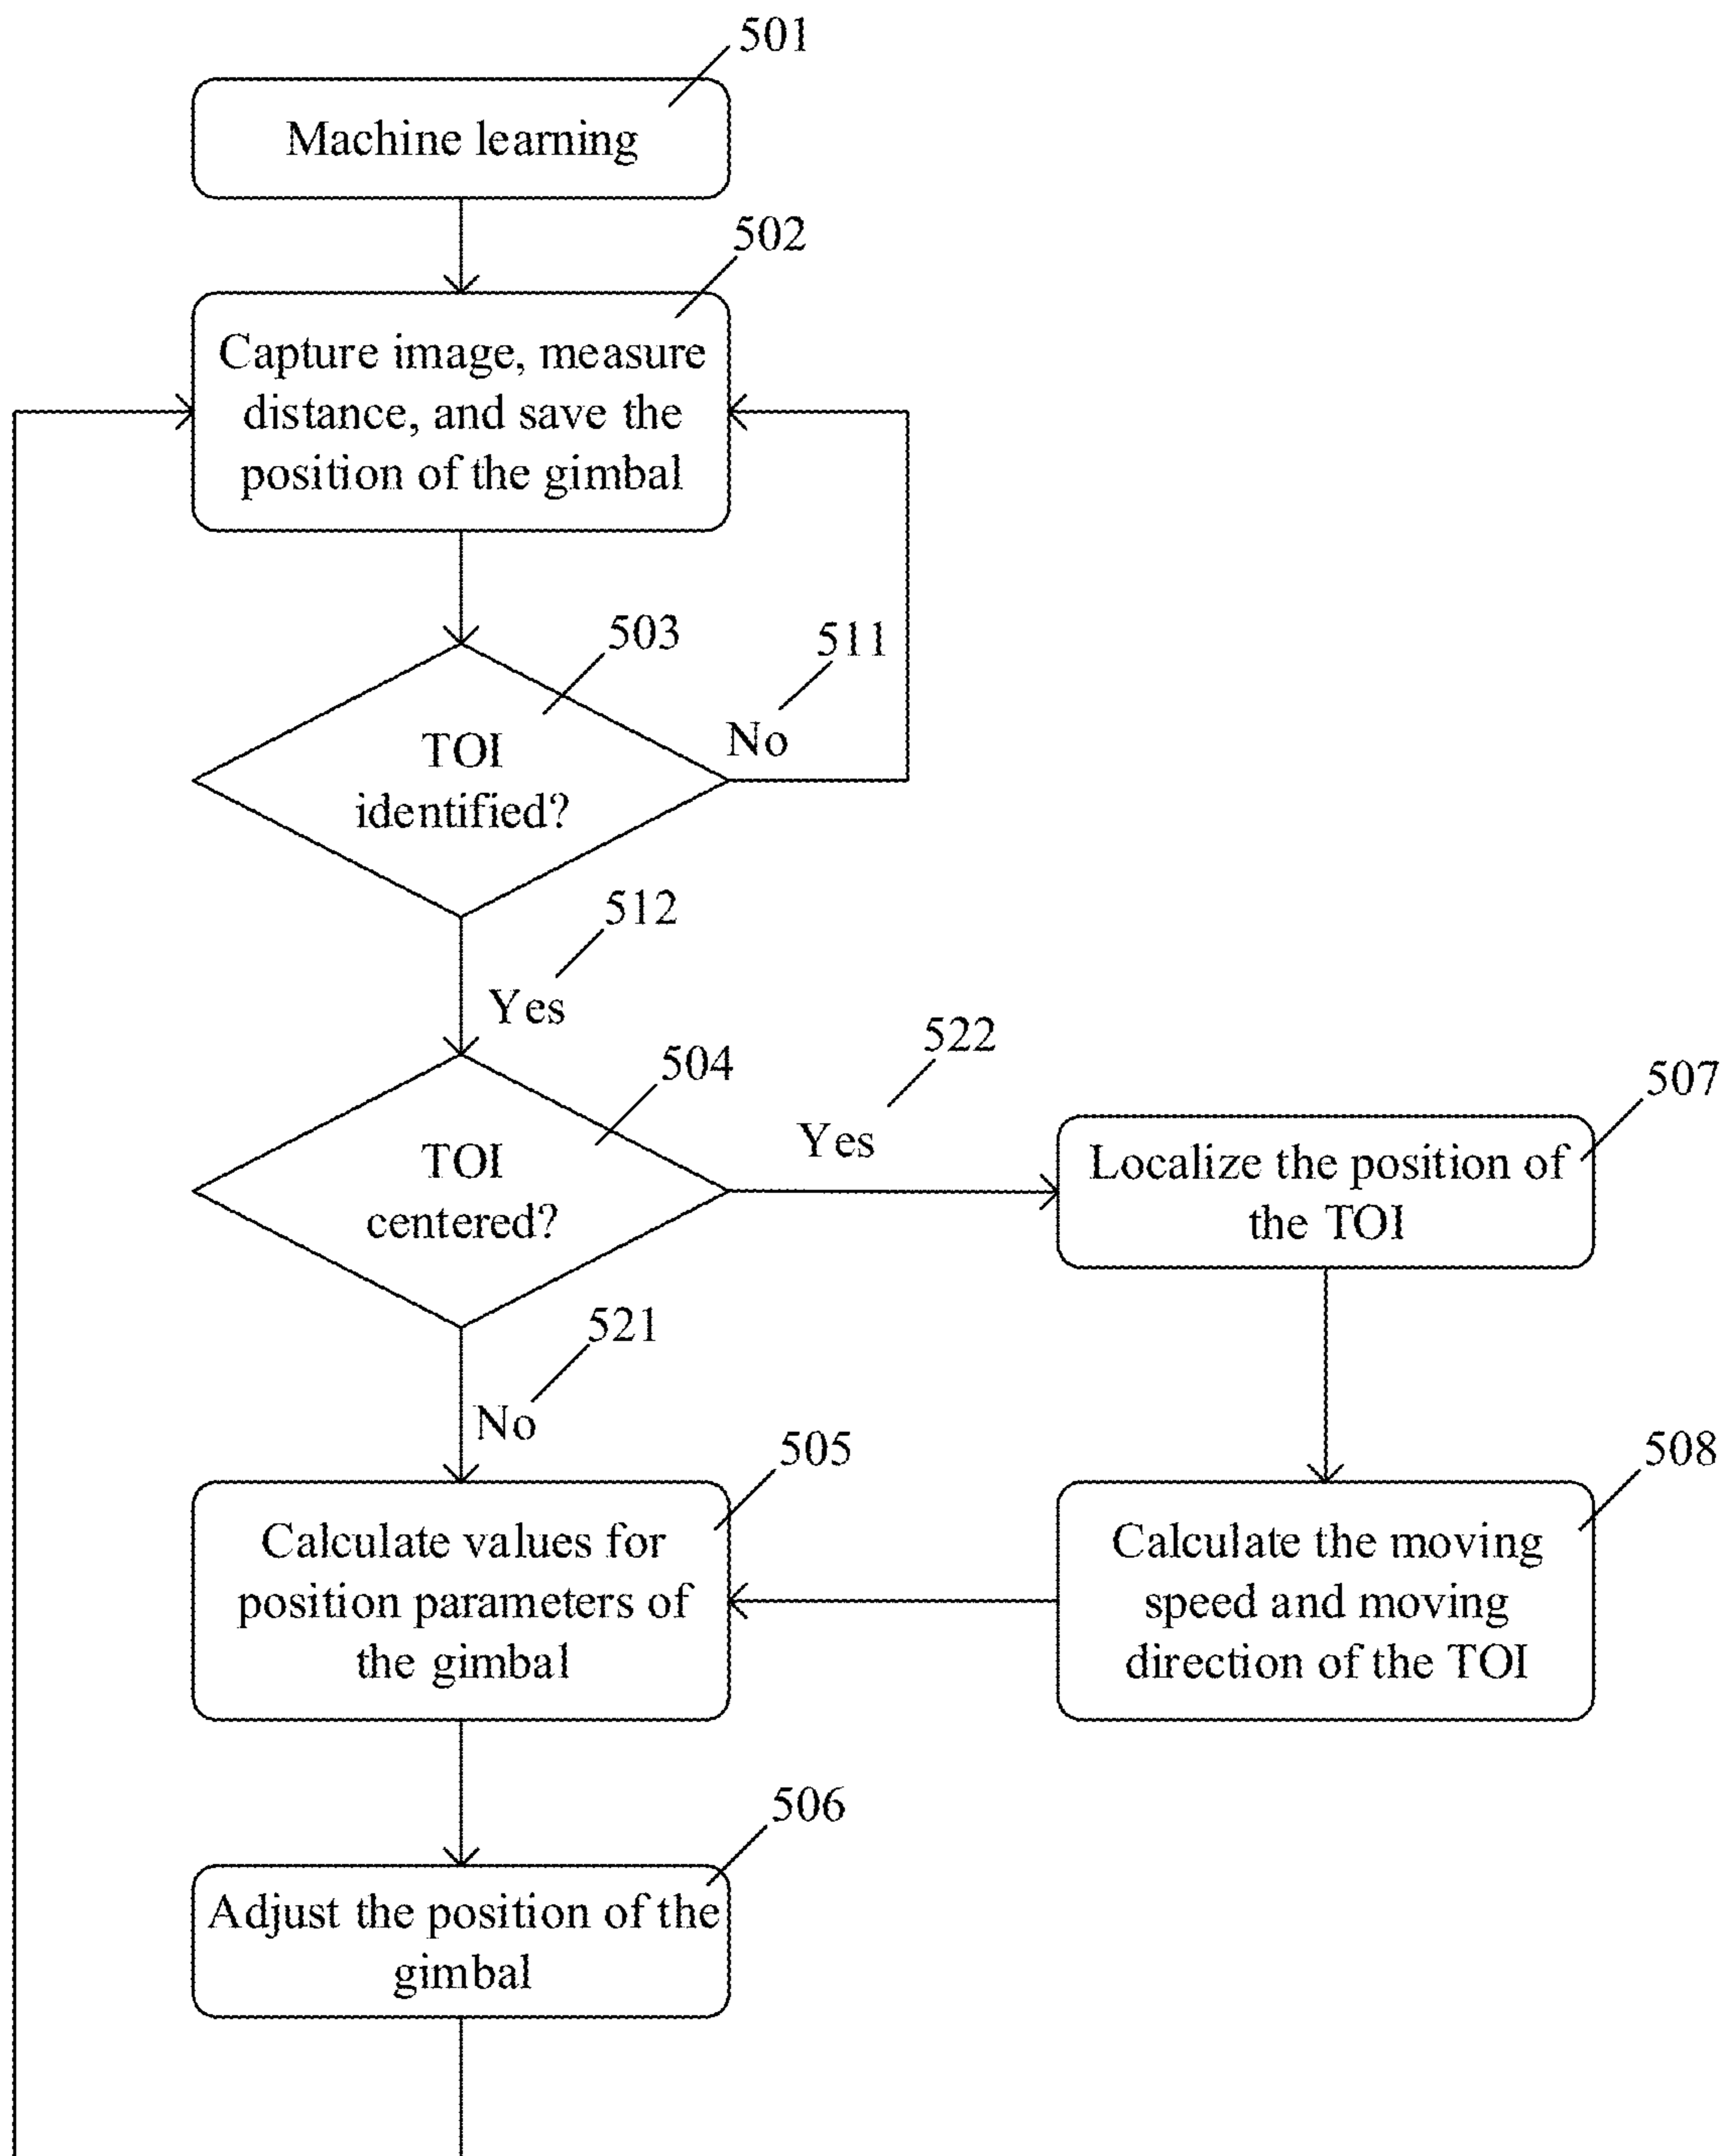 501
Machine learning
502
Capture image, measure
distance, and save the
position of the gimbal
503
511
TOI
identified?
No
512
Yes
504
522
507
TOI
centered?
Yes
Localize the position of
the TOI
521
No
505
508
Calculate values for
position parameters of
the gimbal
Calculate the moving
speed and moving
direction of the TOI
506
Adjust the position of the
gimbal